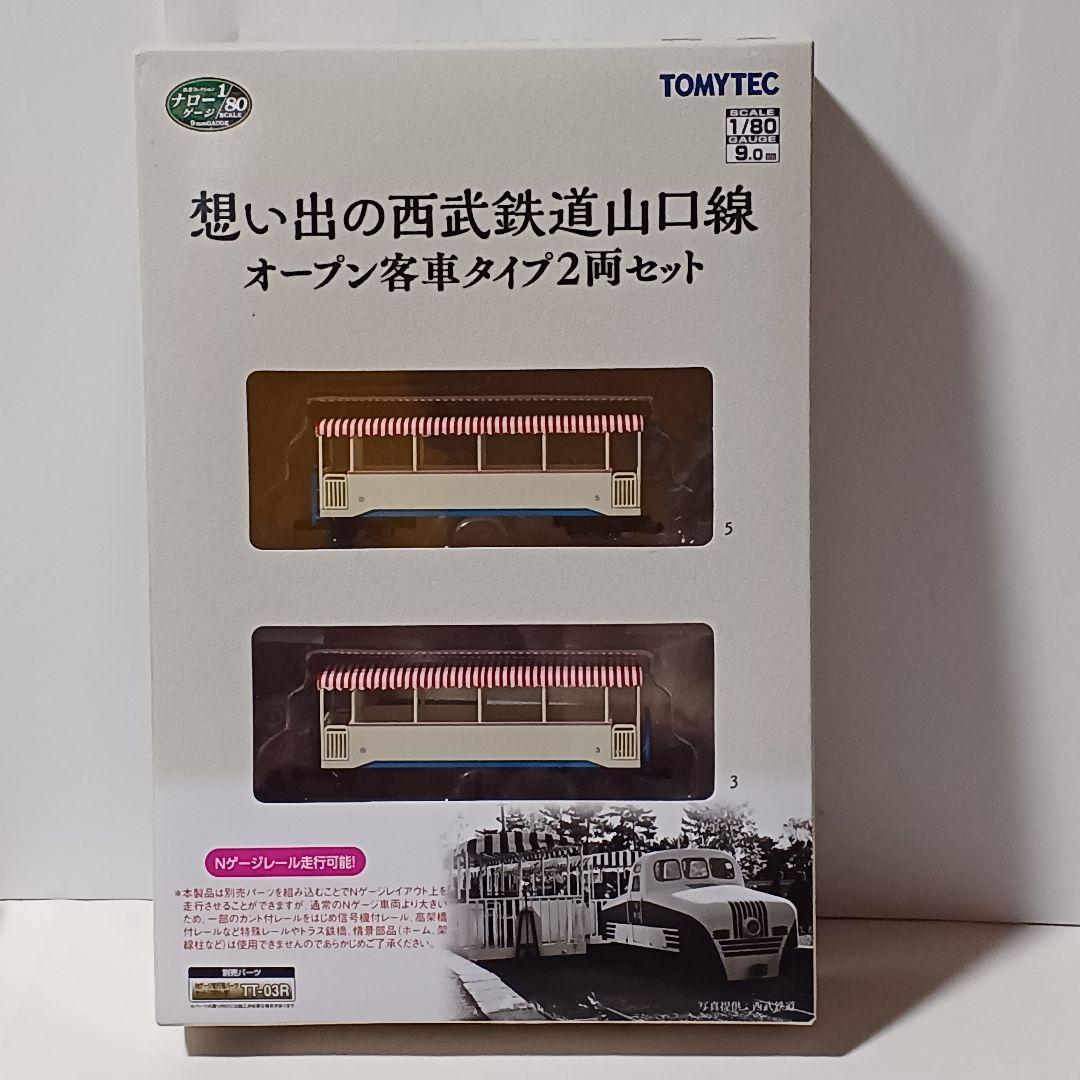 鉄道コレクション
ナロー
ゲージ
1/80
SCALE
9mmGAUGE
TOMYTEC
SCALE
1/80
GAUGE
9.0mm
想い出の西武鉄道山口線
オープン客車タイプ2両セット
5
5
3
3
Nゲージレール走行可能!
*本製品は別売パーツを組み込むことでNゲージレイアウト上を
走行させることができますが、通常のNゲージ車両より大きい
ため、一部のカント付レールをはじめ信号機付レール、高架橋
付レールなど特殊レールやトラス鉄橋、情景部品(ホーム、架
線柱など)は使用できませんのであらかじめご了承ください。
別売パーツ
TT-03R
写真提供:西武鉄道